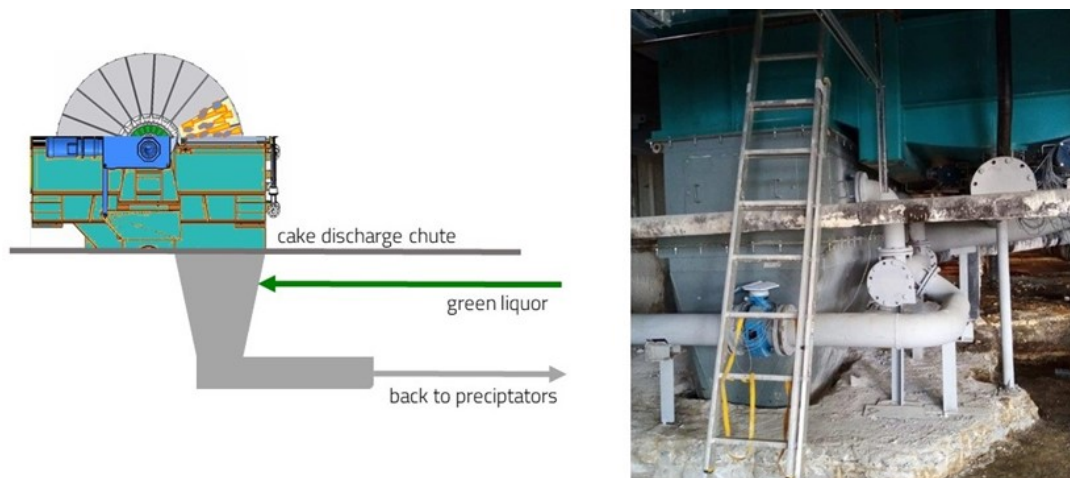 cake discharge chute
green liquor
back to preciptators